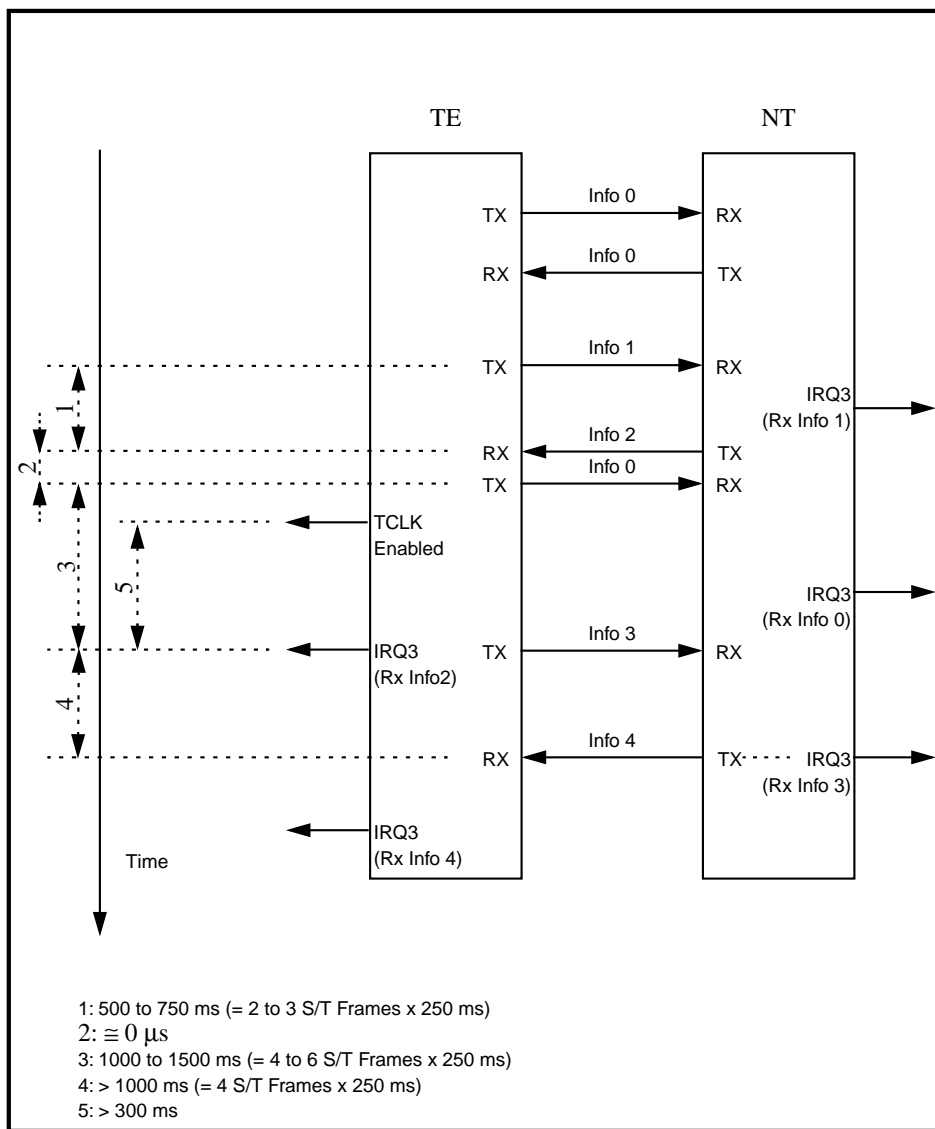 TE NT
Info 0
TX RX
Info 0
RX TX
Info 1
TX RX
IRQ3
(Rx Info 1)
1
Info 2
RX TX
2
Info 0
TX RX
TCLK
Enabled
3
5
IRQ3
(Rx Info 0)
Info 3
IRQ3 TX RX
(Rx Info2)
4
Info 4
RX TX IRQ3
(Rx Info 3)
IRQ3
(Rx Info 4)
Time
1: 500 to 750 ms (= 2 to 3 S/T Frames x 250 ms)
2: ≅ 0 μs
3: 1000 to 1500 ms (= 4 to 6 S/T Frames x 250 ms)
4: > 1000 ms (= 4 S/T Frames x 250 ms)
5: > 300 ms